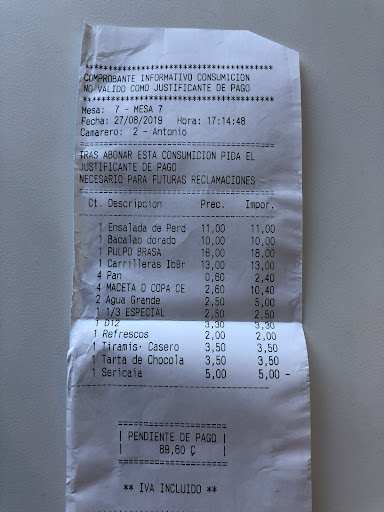 ****************************************
COMPROBANTE INFORMATIVO CONSUMICION
NO VALIDO COMO JUSTIFICANTE DE PAGO
****************************************
Mesa: 7 - MESA 7
Fecha: 27/08/2019 Hora: 17:14:48
Camarero: 2 - Antonio
TRAS ABONAR ESTA CONSUMICION PIDA EL
JUSTIFICANTE DE PAGO
NECESARIO PARA FUTURAS RECLAMACIONES
Ct. Descripcion Prec. Impor.
1 Ensalada de Perd 11,00 11,00
1 Bacalao dorado 10,00 10,00
1 PULPO BRASA 18,00 18,00
1 Carrilleras IbBr 13,00 13,00
4 Pan 0,60 2,40
4 MACETA O COPA CE 2,60 10,40
2 Agua Grande 2,50 5,00
1 1/3 ESPECIAL 2,50 2,50
1 D12 3,30 3,30
1 Refrescos 2,00 2,00
1 Tiramis· Casero 3,50 3,50
1 Tarta de Chocola 3,50 3,50
1 Sericaia 5,00 5,00 -
PENDIENTE DE PAGO
89,60 Ç
** IVA INCLUIDO **